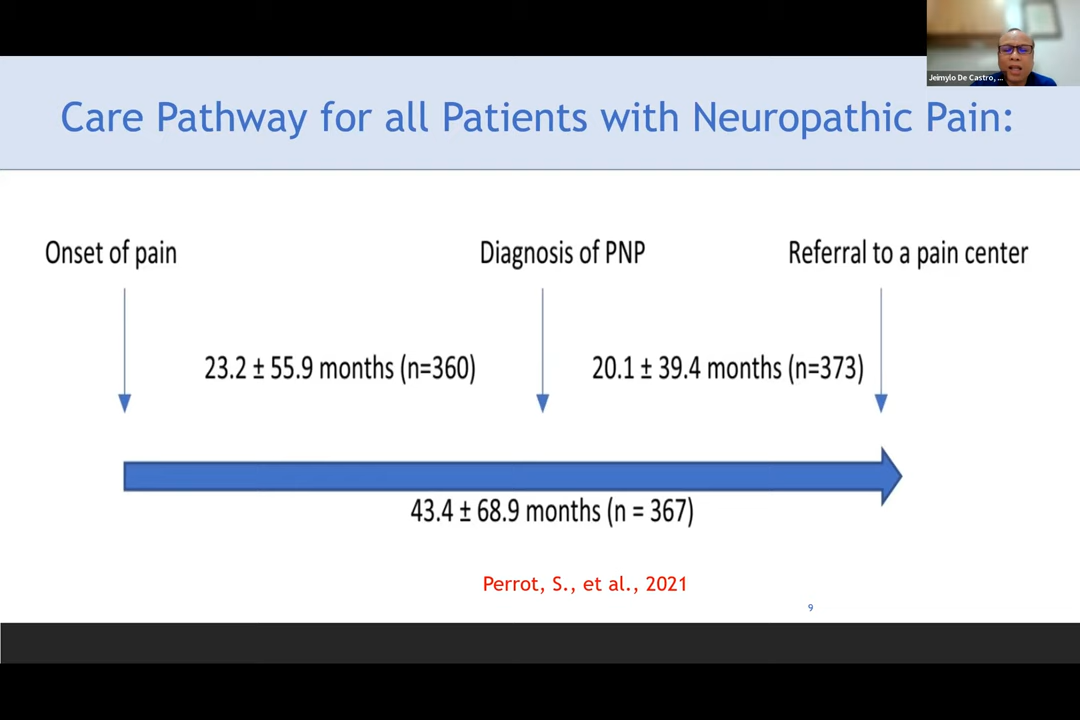 Jeimylo De Castro, ...
Care Pathway for all Patients with Neuropathic Pain:
Onset of pain
Diagnosis of PNP
Referral to a pain center
23.2 ± 55.9 months (n=360)
20.1 ± 39.4 months (n=373)
43.4 ± 68.9 months (n = 367)
Perrot, S., et al., 2021
9